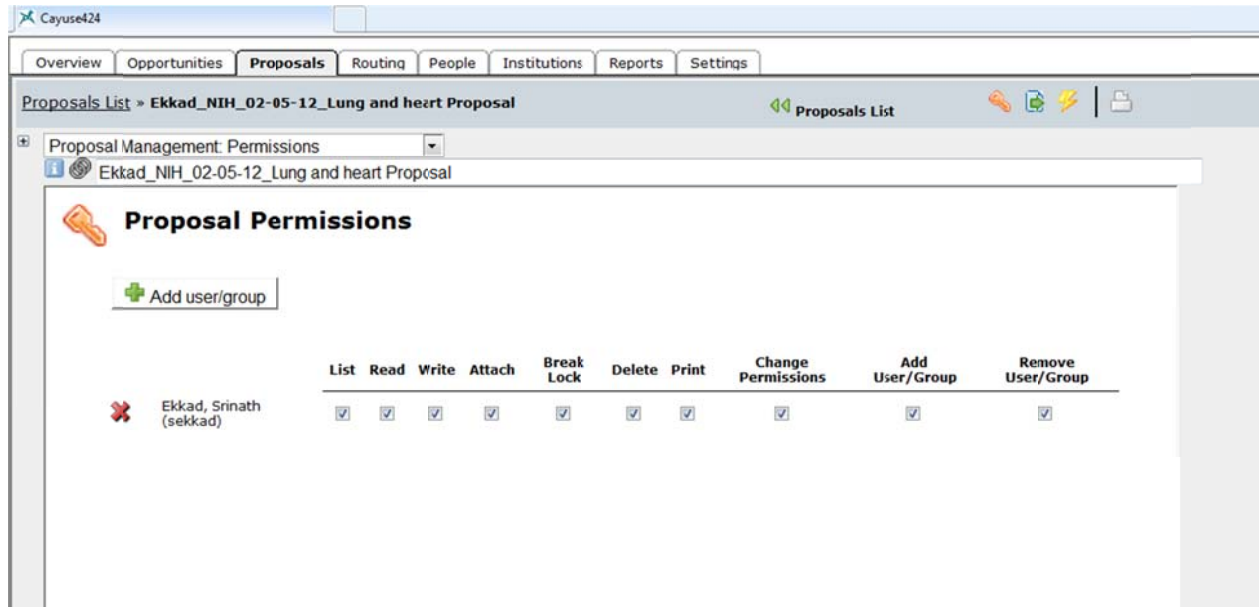 Cayuse424
Overview Opportunities Proposals Routing People Institutions Reports Settings
Proposals List » Ekkad_NIH_02-05-12_Lung and heart Proposal Proposals List
Proposal Management: Permissions
Ekkad_NIH_02-05-12_Lung and heart Proposal
Proposal Permissions
Add user/group
List Read Write Attach Break Lock Delete Print Change Permissions Add User/Group Remove User/Group
Ekkad, Srinath
(sekkad)